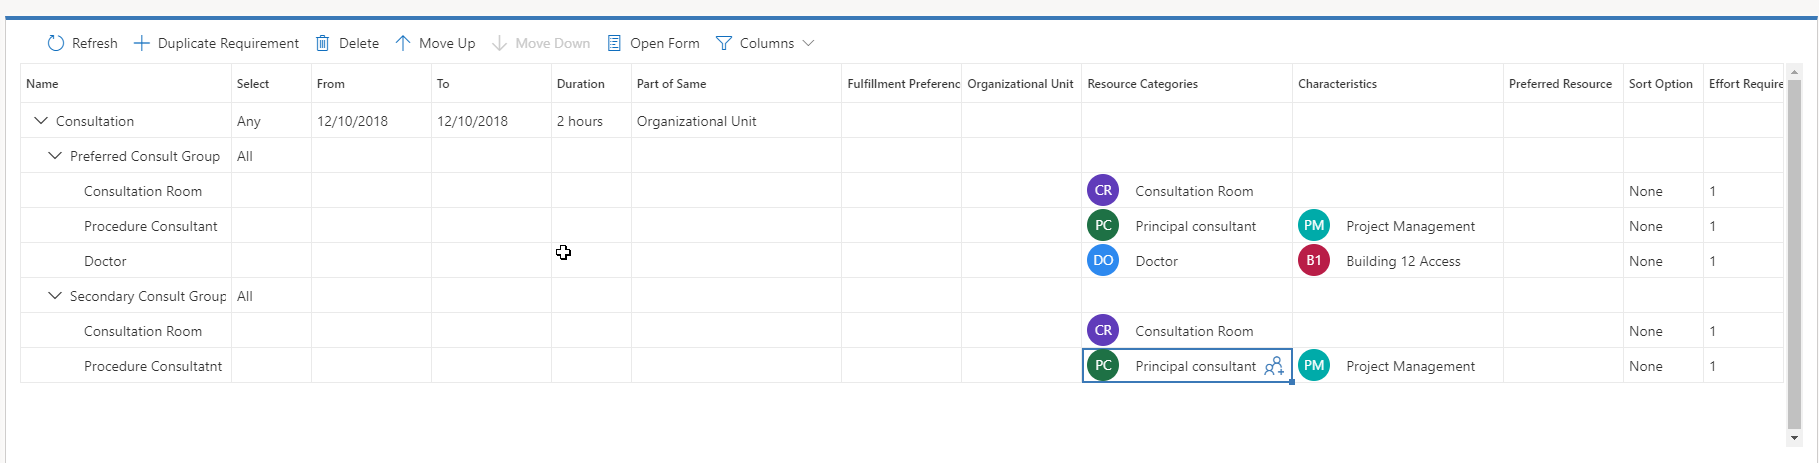 Refresh Duplicate Requirement Delete Move Up Move Down Open Form Columns
Name Select From To Duration Part of Same Fulfillment Preferenc Organizational Unit Resource Categories Characteristics Preferred Resource Sort Option Effort Require
Consultation Any 12/10/2018 12/10/2018 2 hours Organizational Unit
Preferred Consult Group All
Consultation Room CR Consultation Room None 1
Procedure Consultant PC Principal consultant PM Project Management None 1
Doctor DO Doctor B1 Building 12 Access None 1
Secondary Consult Group All
Consultation Room CR Consultation Room None 1
Procedure Consultatnt PC Principal consultant PM Project Management None 1